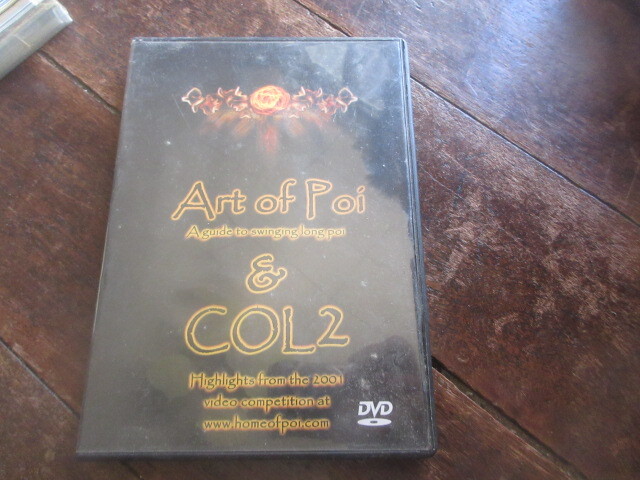 Art of Poi
A guide to swinging long poi
&
COL2
Highlights from the 2001
video competition at
www.homeofpoi.com
DVD